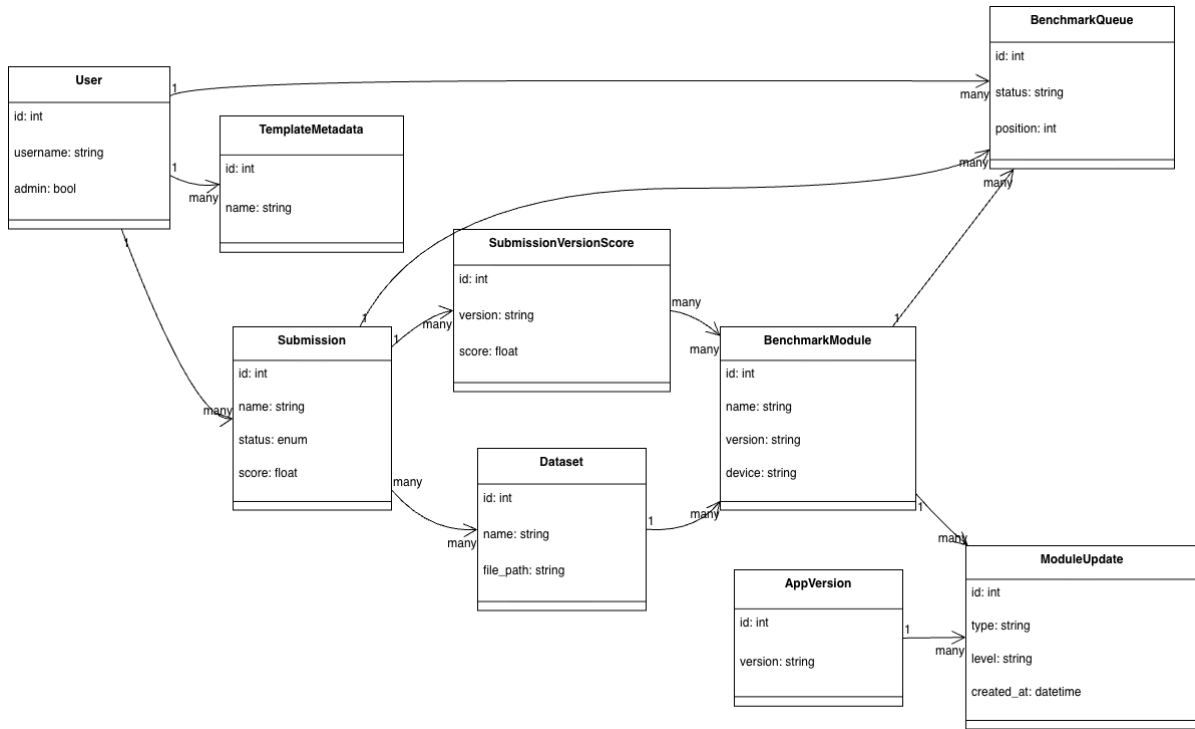 BenchmarkQueue
id: int
status: string
position: int
User
id: int
username: string
admin: bool
1
many
1
many
TemplateMetadata
id: int
name: string
many
many
1
SubmissionVersionScore
id: int
version: string
score: float
many
many
1
many
1
1
Submission
id: int
name: string
status: enum
score: float
many
BenchmarkModule
id: int
name: string
version: string
device: string
1
many
many
Dataset
id: int
name: string
file_path: string
1
many
1
many
ModuleUpdate
id: int
type: string
level: string
created_at: datetime
AppVersion
id: int
version: string
1
many